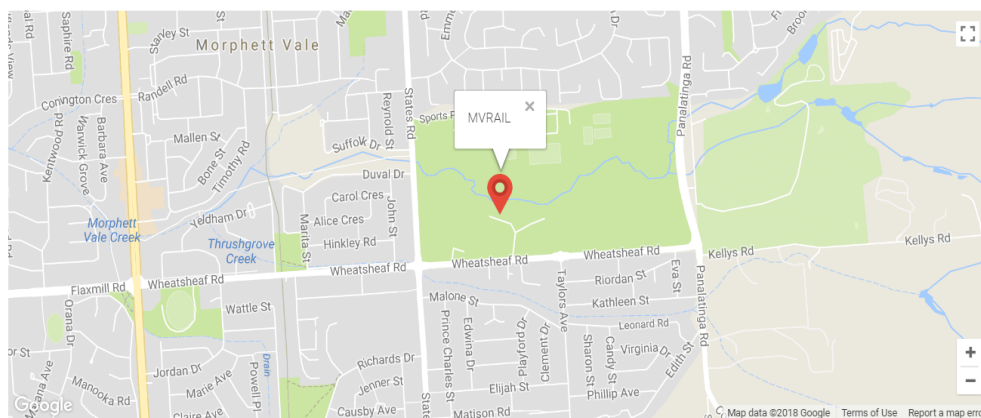 Saphire Rd
Stanley St
Morphett Vale
Randell Rd
Conington Cres
Kentwood Rd
Warwick Grove
Barbara Ave
Mallen St
Bone St
Timothy Rd
Suffolk Dr
Reynold St
States Rd
Sports P
MVRAIL
×
Panalatinga Rd
Duval Dr
Carol Cres
Yeldham Dr
Alice Cres
John St
Marita St
Hinkley Rd
Morphett
Vale Creek
Thrushgrove
Creek
Wheatsheaf Rd
Wheatsheaf Rd
Wheatsheaf Rd
Wheatsheaf Rd
Kellys Rd
Kellys Rd
Flaxmill Rd
Orana Dr
Wattle St
Malone St
Taylors Ave
Riordan St
Eva St
Kathleen St
Panalatinga Rd
Prince Charles St
Edwina Dr
Playford Dr
Clement Dr
Leonard Rd
Virginia Dr
Edith St
Sharon St
Candy St
Phillip Ave
Richards Dr
Jordan Dr
Drain
Jenner St
Manooka Rd
Marie Ave
Powell Pl
Elijah St
Causby Ave
Matison Rd
Claire Ave
+
−
Google
Map data ©2018 Google
Terms of Use
Report a map erro